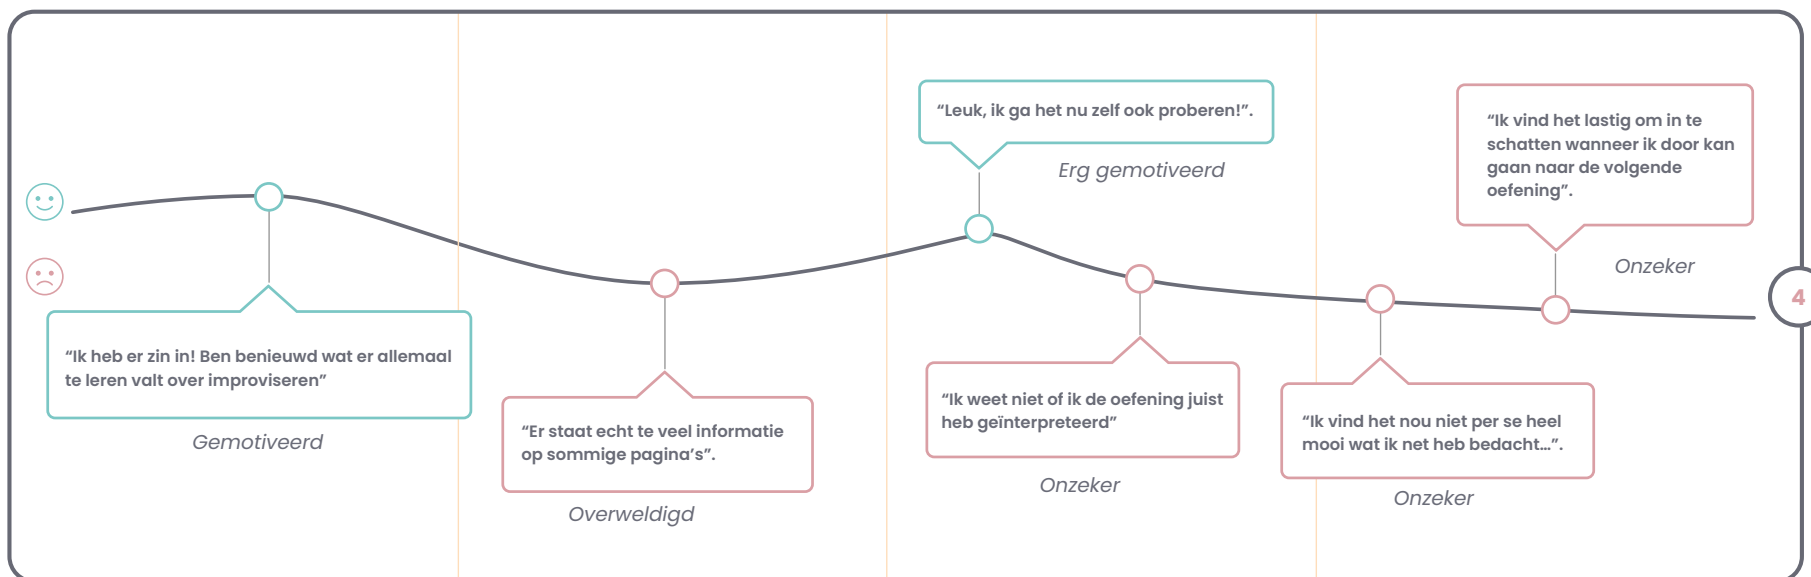 “Ik heb er zin in! Ben benieuwd wat er allemaal
te leren valt over improviseren”
Gemotiveerd
“Er staat echt te veel informatie
op sommige pagina’s”.
Overweldigd
“Leuk, ik ga het nu zelf ook proberen!”.
Erg gemotiveerd
“Ik weet niet of ik de oefening juist
heb geïnterpreteerd”
Onzeker
“Ik vind het nou niet per se heel
mooi wat ik net heb bedacht...”.
Onzeker
“Ik vind het lastig om in te
schatten wanneer ik door kan
gaan naar de volgende
oefening”.
Onzeker
4